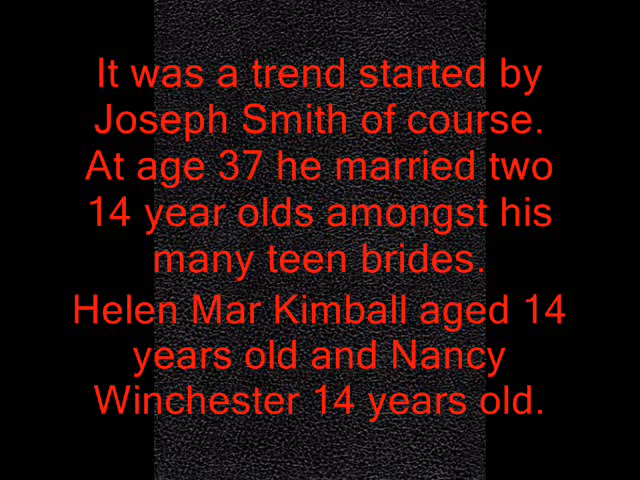 It was a trend started by
Joseph Smith of course.
At age 37 he married two
14 year olds amongst his
many teen brides.
Helen Mar Kimball aged 14
years old and Nancy
Winchester 14 years old.